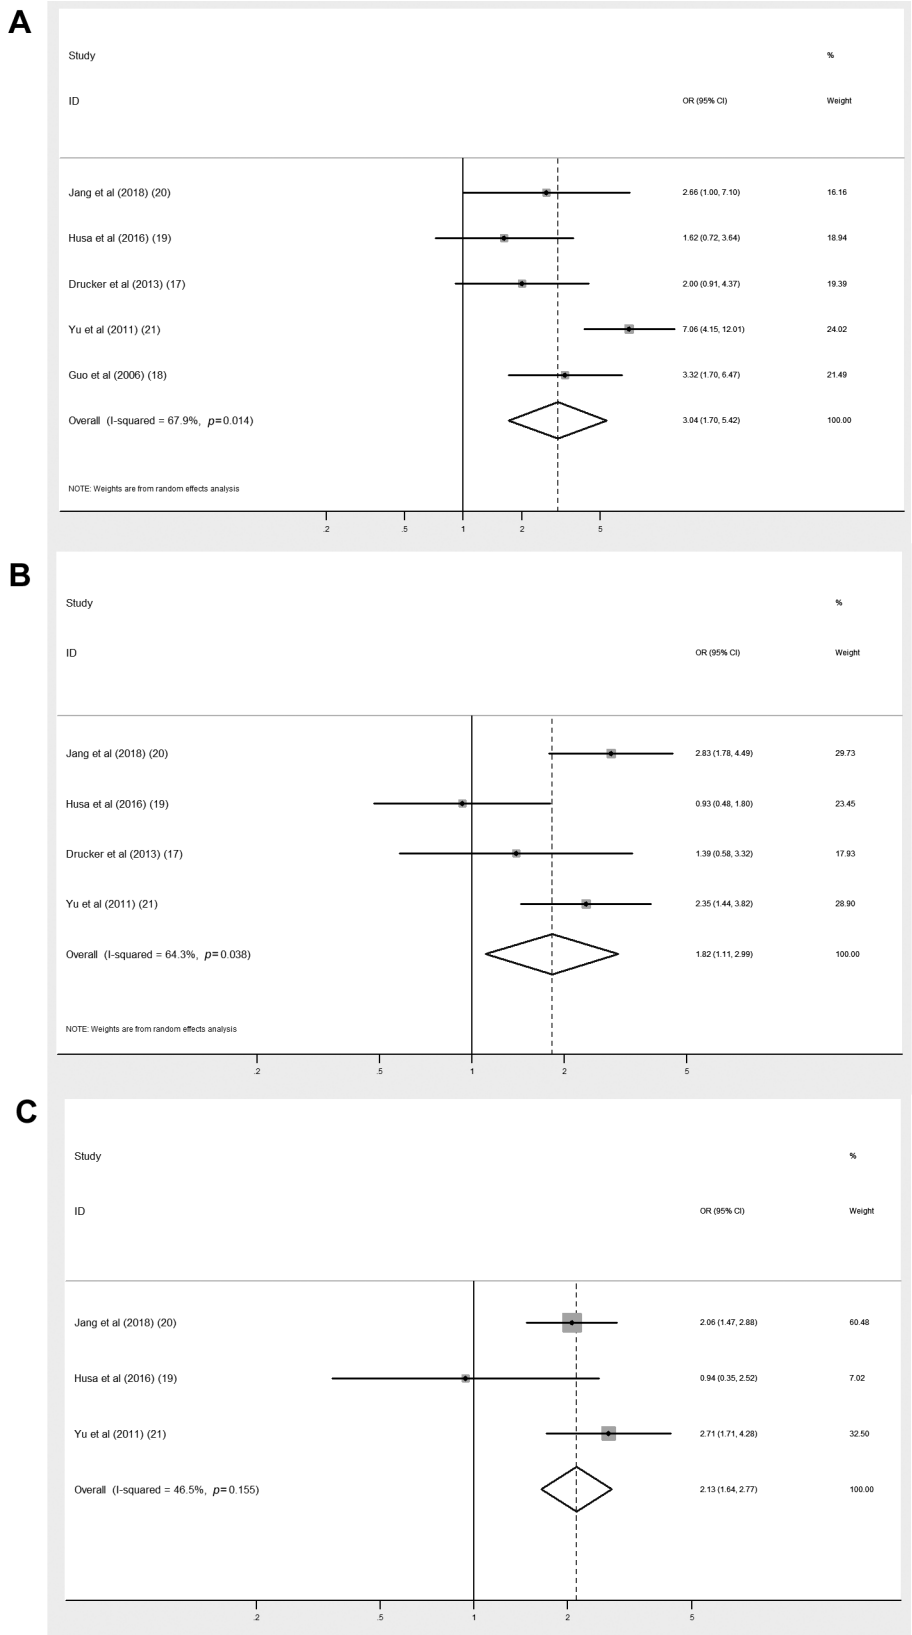 A
Study %
ID OR (95% CI) Weight
Jang et al (2018) (20) 2.66 (1.00, 7.10) 16.16
Husa et al (2016) (19) 1.62 (0.72, 3.64) 18.94
Drucker et al (2013) (17) 2.00 (0.91, 4.37) 19.39
Yu et al (2011) (21) 7.06 (4.15, 12.01) 24.02
Guo et al (2006) (18) 3.32 (1.70, 6.47) 21.49
Overall (I-squared = 67.9%, p=0.014) 3.04 (1.70, 5.42) 100.00
NOTE: Weights are from random effects analysis
.2 .5 1 2 5
B
Study %
ID OR (95% CI) Weight
Jang et al (2018) (20) 2.83 (1.78, 4.49) 29.73
Husa et al (2016) (19) 0.93 (0.48, 1.80) 23.45
Drucker et al (2013) (17) 1.39 (0.58, 3.32) 17.93
Yu et al (2011) (21) 2.35 (1.44, 3.82) 28.90
Overall (I-squared = 64.3%, p=0.038) 1.82 (1.11, 2.99) 100.00
NOTE: Weights are from random effects analysis
.2 .5 1 2 5
C
Study %
ID OR (95% CI) Weight
Jang et al (2018) (20) 2.06 (1.47, 2.88) 60.48
Husa et al (2016) (19) 0.94 (0.35, 2.52) 7.02
Yu et al (2011) (21) 2.71 (1.71, 4.28) 32.50
Overall (I-squared = 46.5%, p=0.155) 2.13 (1.64, 2.77) 100.00
.2 .5 1 2 5